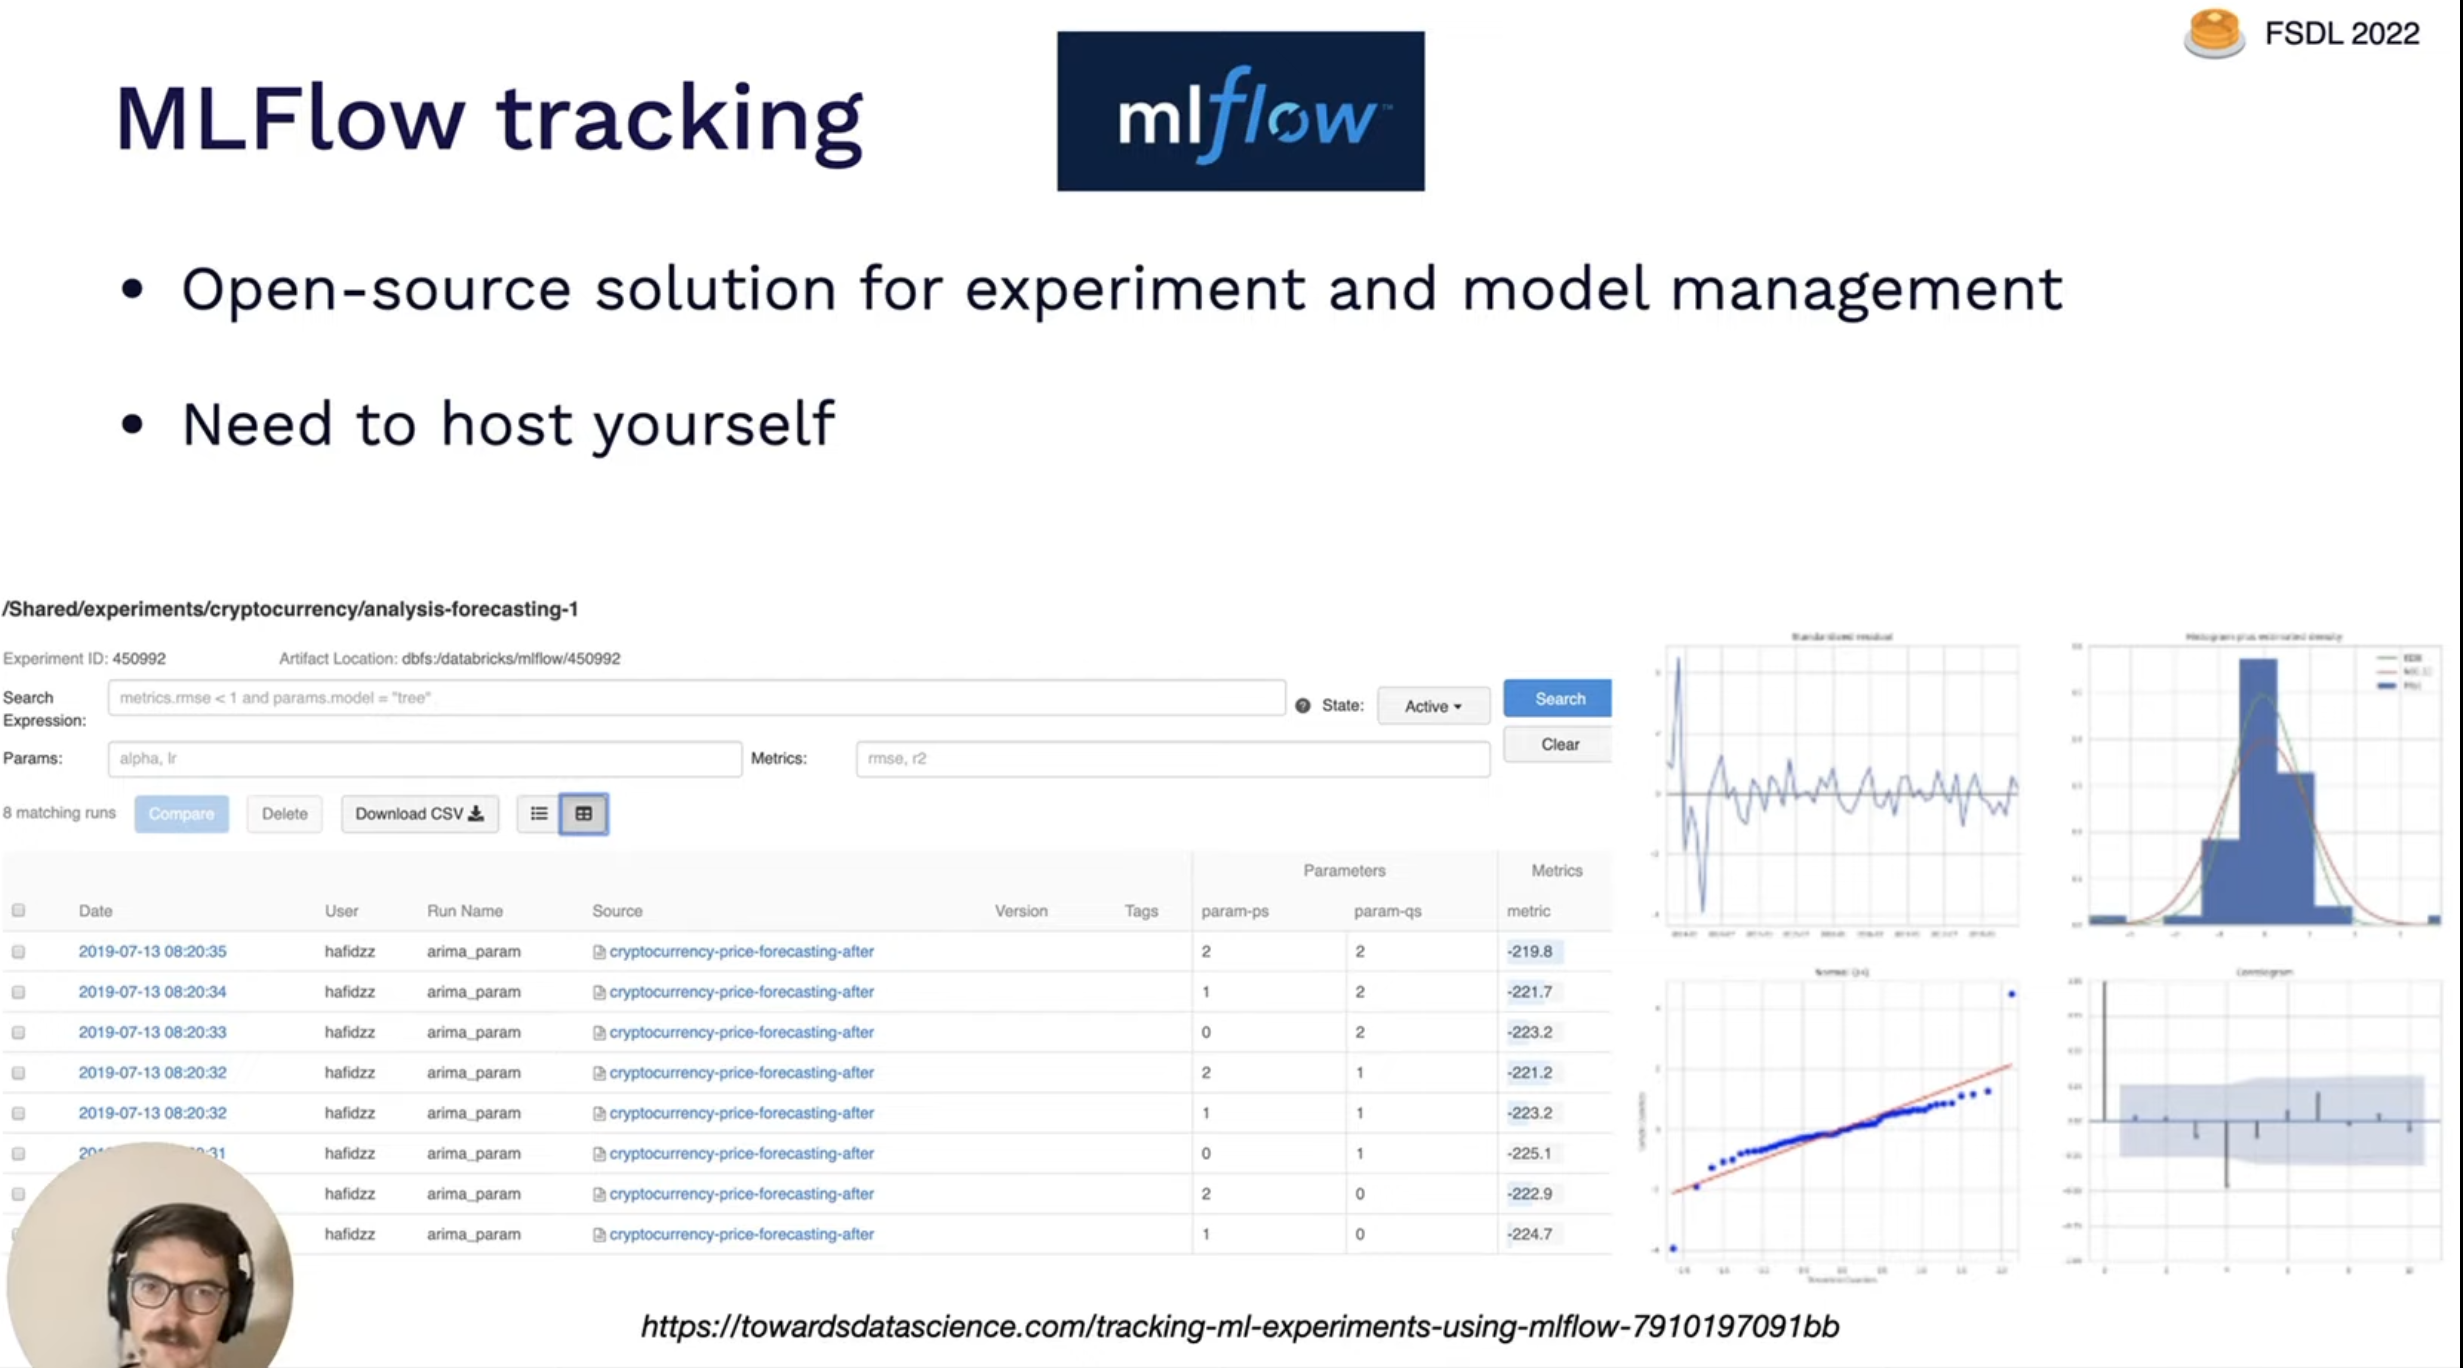 FSDL 2022
MLFlow tracking
mlflow™
• Open-source solution for experiment and model management
• Need to host yourself
/Shared/experiments/cryptocurrency/analysis-forecasting-1
Experiment ID: 450992 Artifact Location: dbfs:/databricks/mlflow/450992
Search Expression: metrics.rmse < 1 and params.model = "tree" State: Active Search
Params: alpha, lr Metrics: rmse, r2 Clear
8 matching runs Compare Delete Download CSV
Parameters Metrics
Date User Run Name Source Version Tags param-ps param-qs metric
2019-07-13 08:20:35 hafidzz arima_param cryptocurrency-price-forecasting-after 2 2 -219.8
2019-07-13 08:20:34 hafidzz arima_param cryptocurrency-price-forecasting-after 1 2 -221.7
2019-07-13 08:20:33 hafidzz arima_param cryptocurrency-price-forecasting-after 0 2 -223.2
2019-07-13 08:20:32 hafidzz arima_param cryptocurrency-price-forecasting-after 2 1 -221.2
2019-07-13 08:20:32 hafidzz arima_param cryptocurrency-price-forecasting-after 1 1 -223.2
hafidzz arima_param cryptocurrency-price-forecasting-after 0 1 -225.1
hafidzz arima_param cryptocurrency-price-forecasting-after 2 0 -222.9
hafidzz arima_param cryptocurrency-price-forecasting-after 1 0 -224.7
Standardized residual
Histogram plus estimated density
Normal Q-Q
Correlogram
https://towardsdatascience.com/tracking-ml-experiments-using-mlflow-7910197091bb